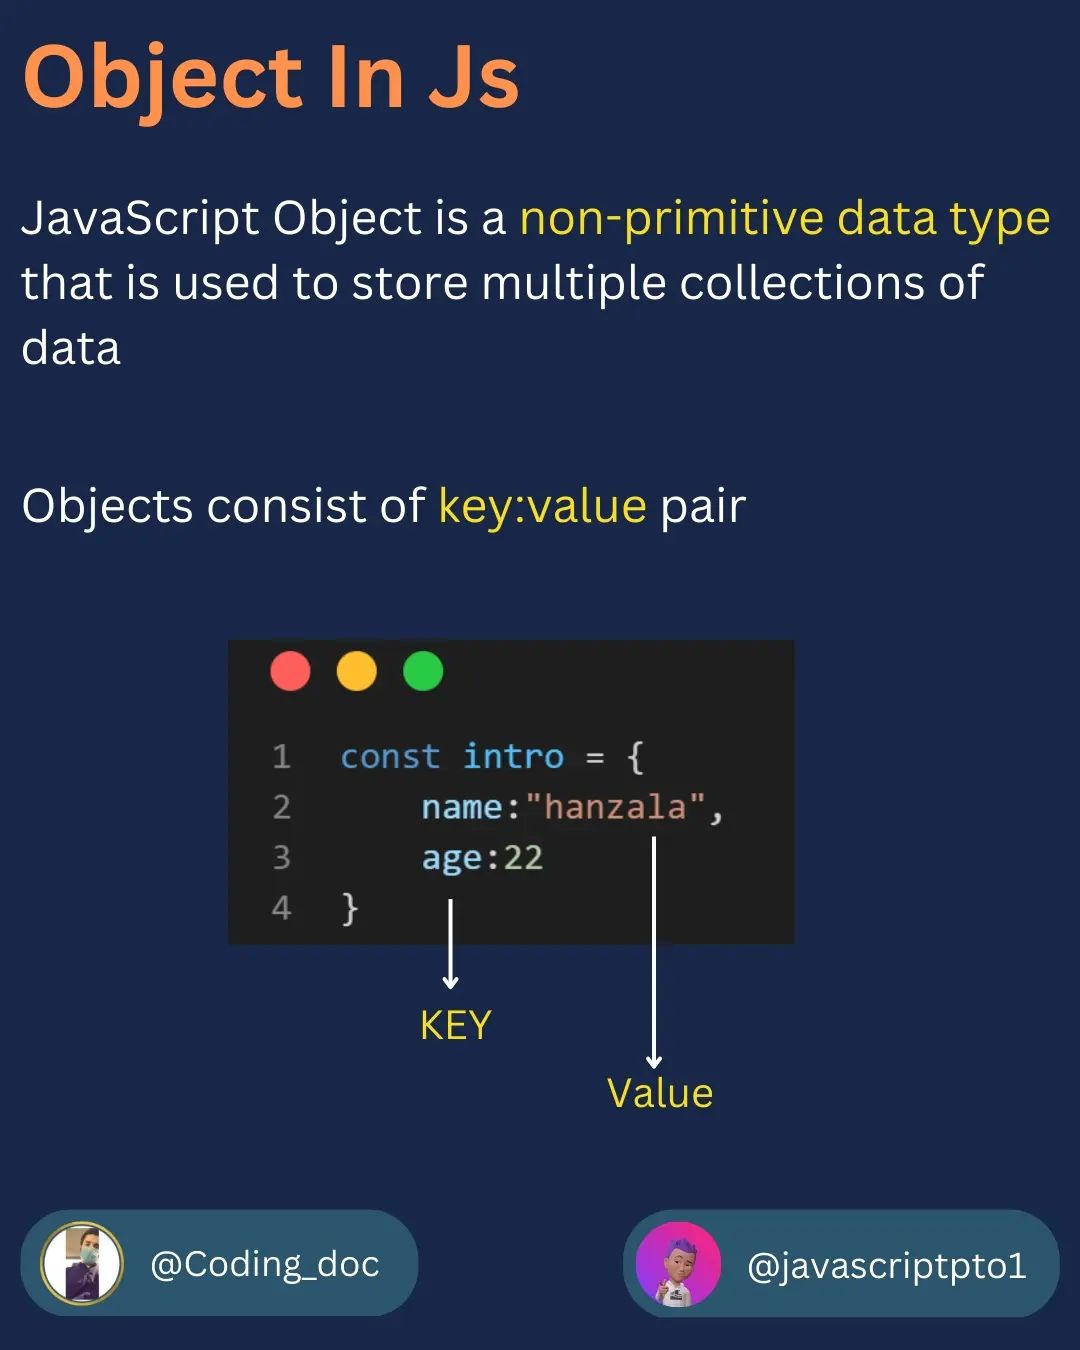 Object In Js
JavaScript Object is a non-primitive data type
that is used to store multiple collections of
data
Objects consist of key:value pair
1 const intro = {
2 name:"hanzala",
3 age:22
4 }
KEY
Value
@Coding_doc
@javascriptpto1